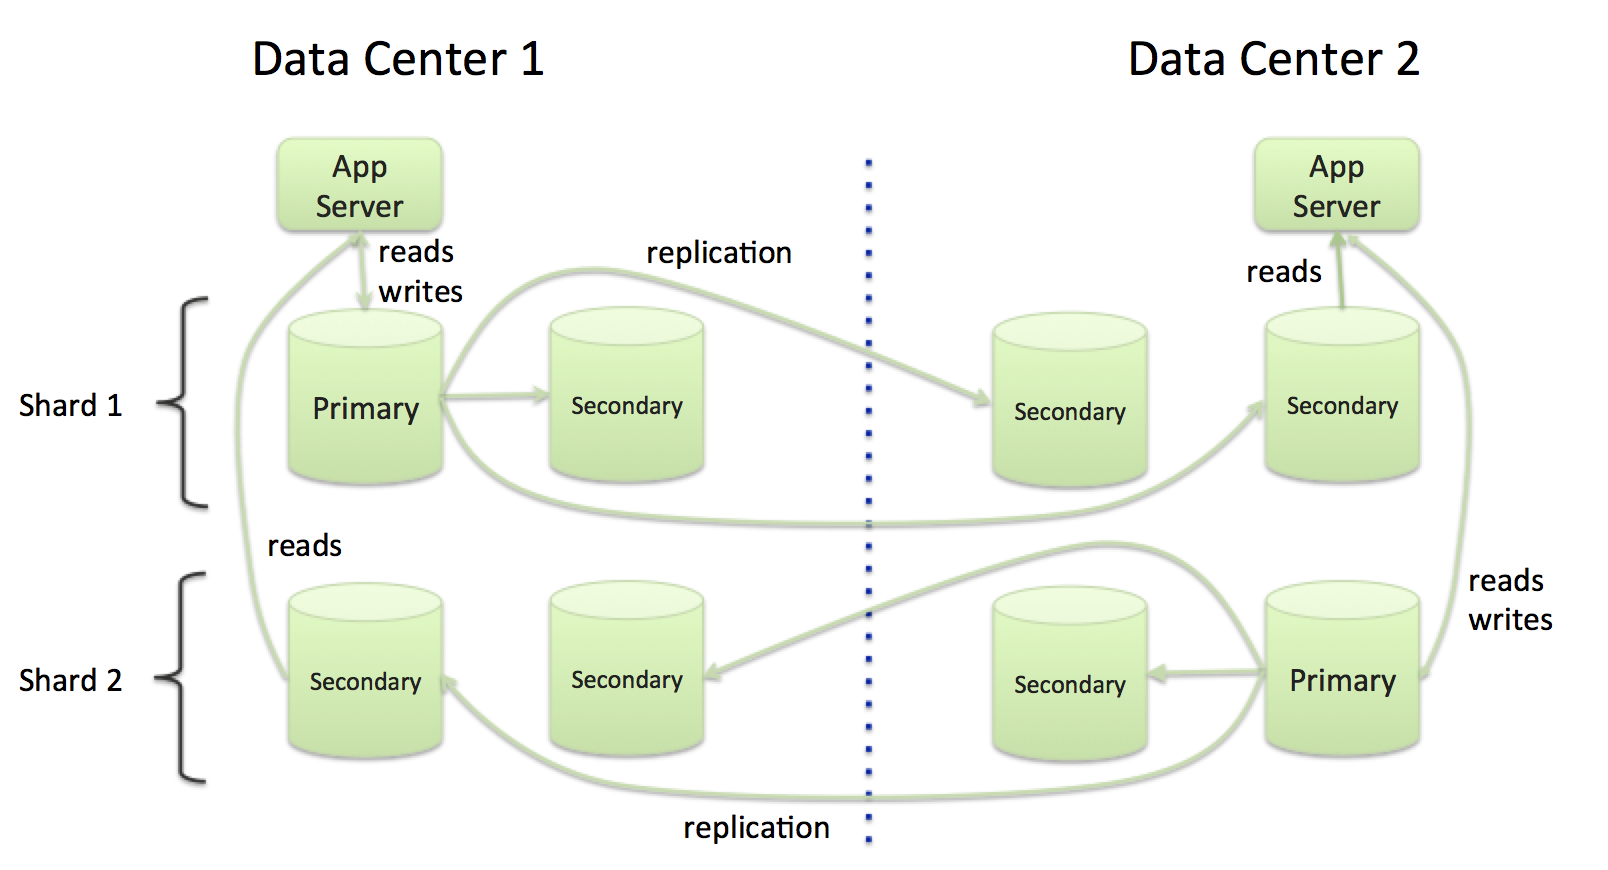 Data Center 1
Data Center 2
App
Server
App
Server
reads
writes
replication
reads
Shard 1
Primary
Secondary
Secondary
Secondary
reads
reads
writes
Shard 2
Secondary
Secondary
Secondary
Primary
replication